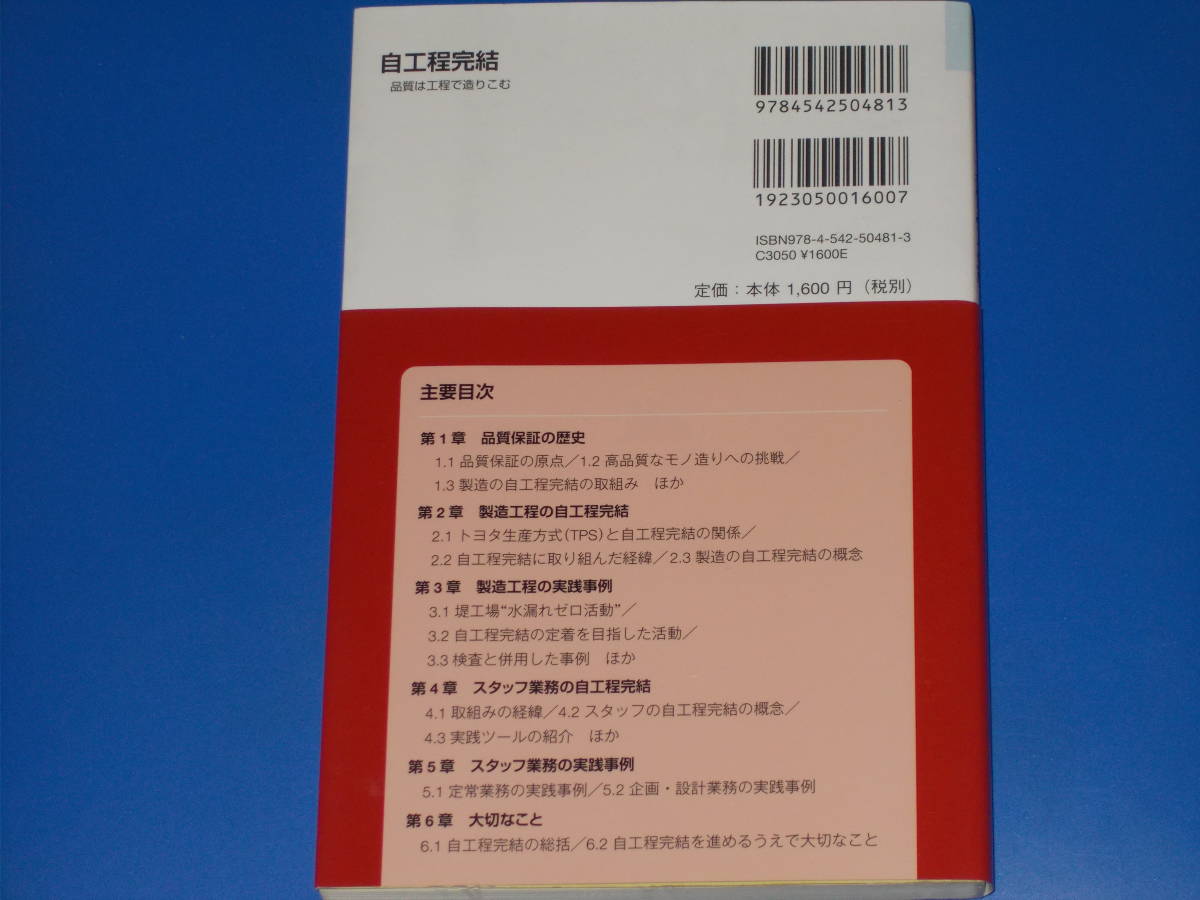 自工程完結
品質は工程で造りこむ
9784542504813
1923050016007
ISBN978-4-542-50481-3
C3050 ¥1600E
定価：本体 1,600 円（税別）
主要目次
第1章　品質保証の歴史
1.1 品質保証の原点／1.2 高品質なモノ造りへの挑戦／
1.3 製造の自工程完結の取組み　ほか
第2章　製造工程の自工程完結
2.1 トヨタ生産方式(TPS)と自工程完結の関係／
2.2 自工程完結に取り組んだ経緯／2.3 製造の自工程完結の概念
第3章　製造工程の実践事例
3.1 堤工場“水漏れゼロ活動”／
3.2 自工程完結の定着を目指した活動／
3.3 検査と併用した事例　ほか
第4章　スタッフ業務の自工程完結
4.1 取組みの経緯／4.2 スタッフの自工程完結の概念／
4.3 実践ツールの紹介　ほか
第5章　スタッフ業務の実践事例
5.1 定常業務の実践事例／5.2 企画・設計業務の実践事例
第6章　大切なこと
6.1 自工程完結の総括／6.2 自工程完結を進めるうえで大切なこと